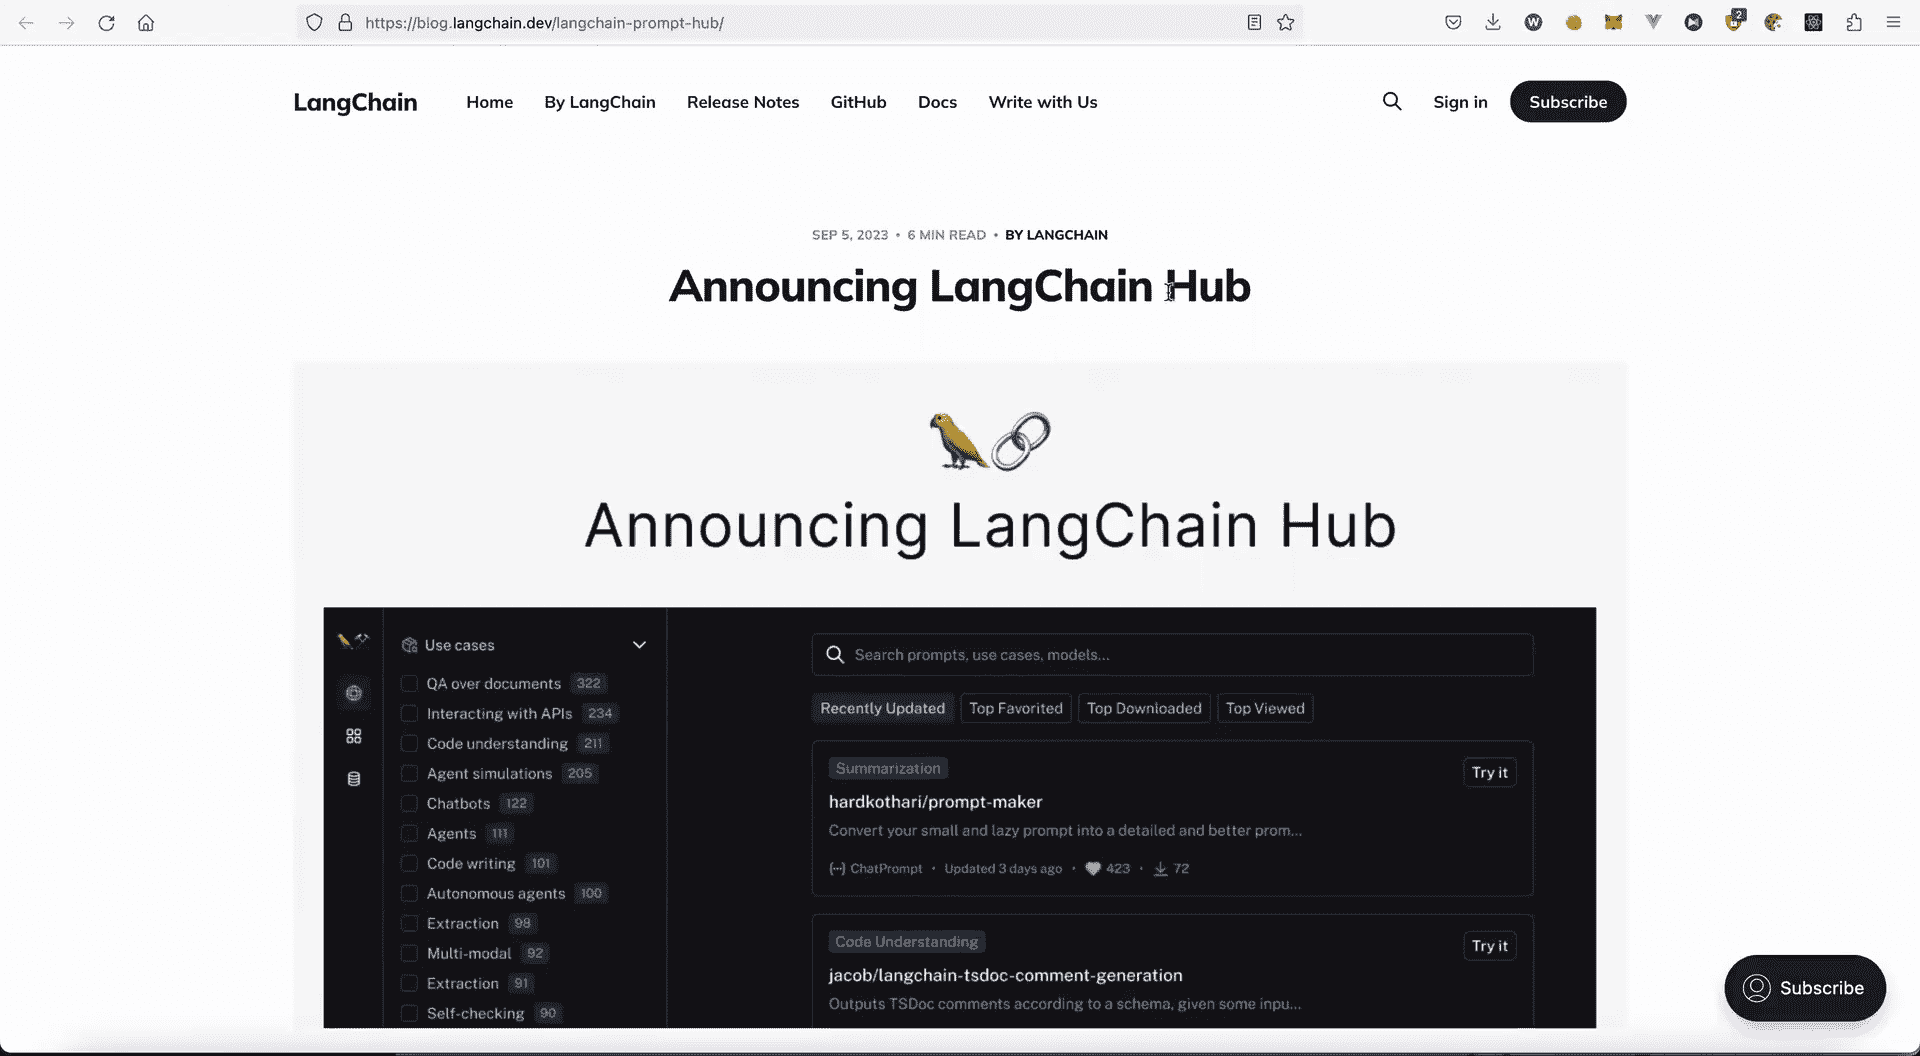 https://blog.langchain.dev/langchain-prompt-hub/
W
2
LangChain
Home
By LangChain
Release Notes
GitHub
Docs
Write with Us
Sign in
Subscribe
SEP 5, 2023 • 6 MIN READ • BY LANGCHAIN
Announcing LangChain Hub
Announcing LangChain Hub
Use cases
QA over documents 322
Interacting with APIs 234
Code understanding 211
Agent simulations 205
Chatbots 122
Agents 111
Code writing 101
Autonomous agents 100
Extraction 98
Multi-modal 92
Extraction 91
Self-checking 90
Search prompts, use cases, models...
Recently Updated
Top Favorited
Top Downloaded
Top Viewed
Summarization
Try it
hardkothari/prompt-maker
Convert your small and lazy prompt into a detailed and better prom...
ChatPrompt • Updated 3 days ago • 423 • 72
Code Understanding
Try it
jacob/langchain-tsdoc-comment-generation
Outputs TSDoc comments according to a schema, given some inpu...
Subscribe